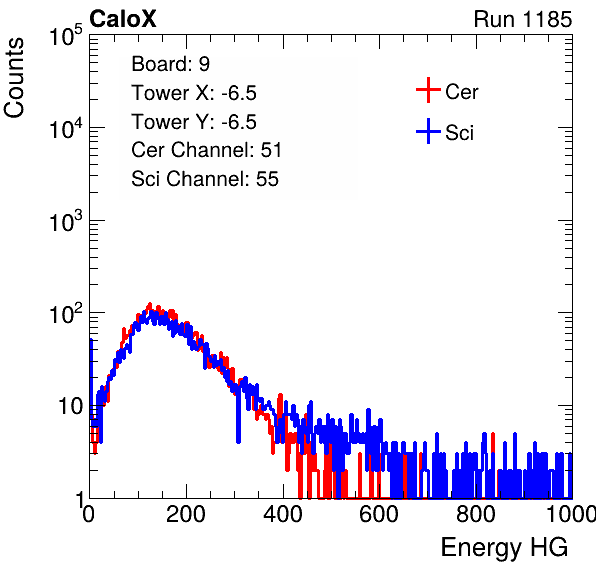 CaloX Run 1185
Counts
Board: 9
Tower X: -6.5
Tower Y: -6.5
Cer Channel: 51
Sci Channel: 55
Cer
Sci
10^5
10^4
10^3
10^2
10
1
0 200 400 600 800 1000
Energy HG